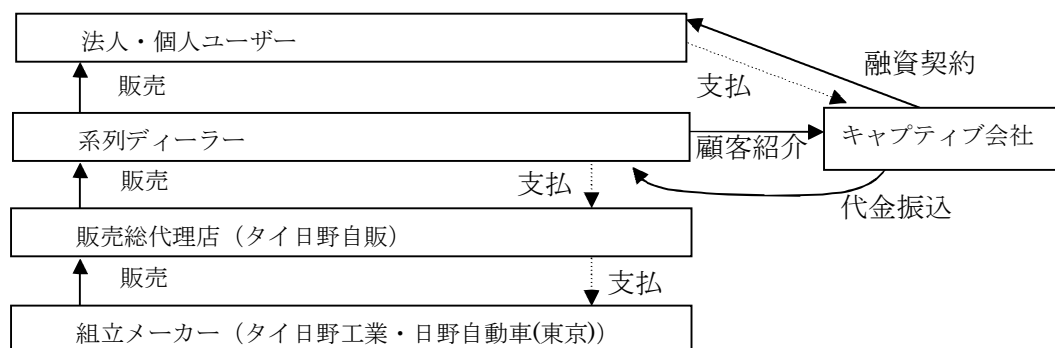 法人・個人ユーザー
融資契約
販売
支払
系列ディーラー
顧客紹介
キャプティブ会社
販売
支払
代金振込
販売総代理店（タイ日野自販）
販売
支払
組立メーカー（タイ日野工業・日野自動車(東京)）